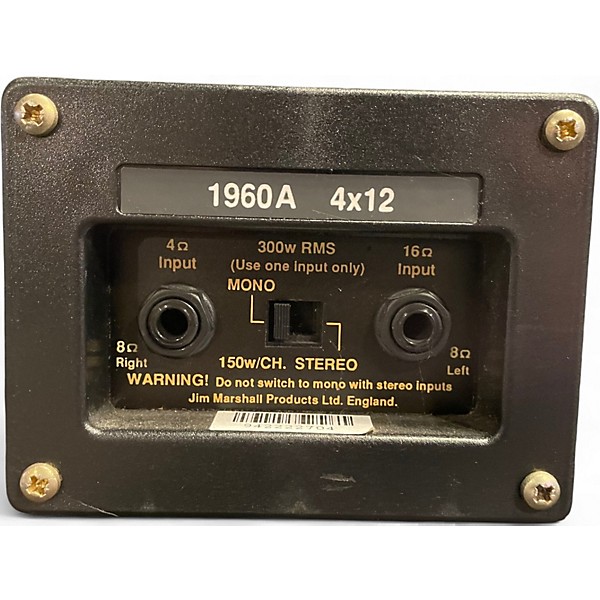 1960A 4x12
4Ω 300w RMS 16Ω
Input (Use one input only) Input
MONO
8Ω 8Ω
Right Left
150w/CH. STEREO
WARNING! Do not switch to mono with stereo inputs
Jim Marshall Products Ltd. England.
942222704